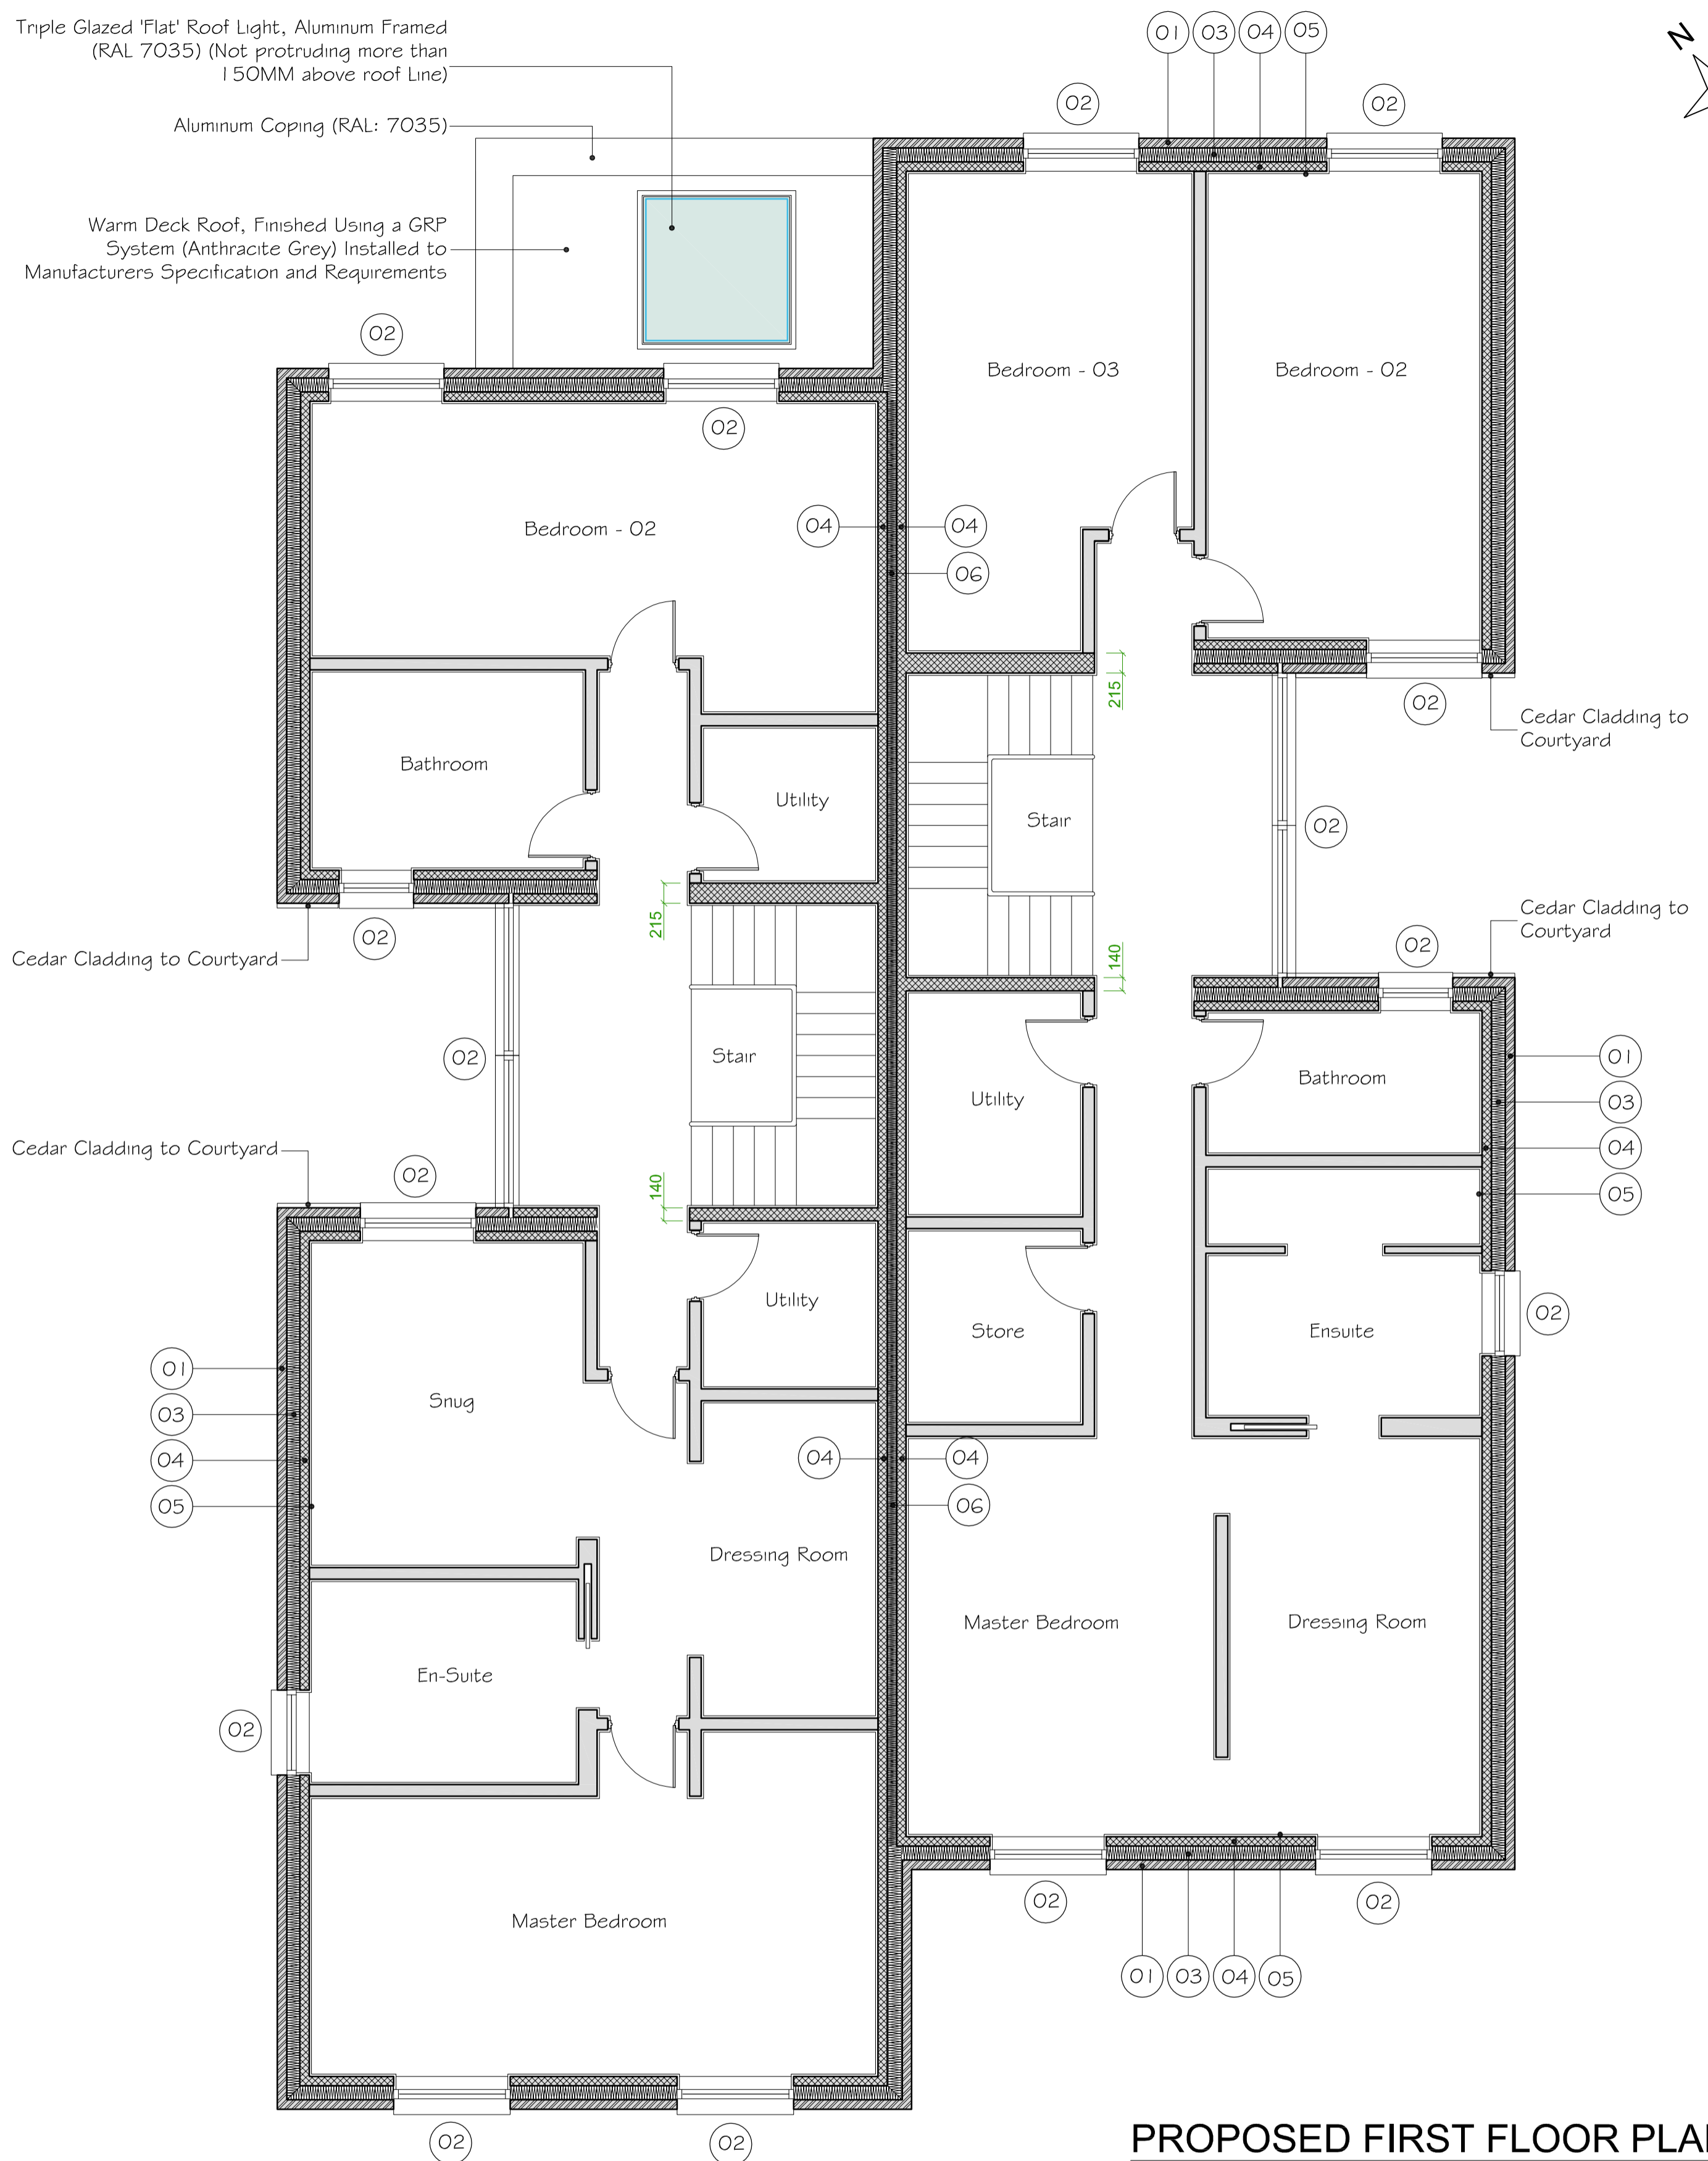 Triple Glazed 'Flat' Roof Light, Aluminum Framed
(RAL 7035) (Not protruding more than
150MM above roof Line)
Aluminum Coping (RAL: 7035)
Warm Deck Roof, Finished Using a GRP
System (Anthracite Grey) Installed to
Manufacturers Specification and Requirements
01 03 04 05
N
02 02
02
02
Bedroom - 03
Bedroom - 02
Bedroom - 02
04 04
06
215
02
Cedar Cladding to
Courtyard
Bathroom
Utility
Stair
02
215
02
Cedar Cladding to Courtyard
Cedar Cladding to
Courtyard
02
140
02
Stair
Utility
Bathroom
01
03
04
05
Cedar Cladding to Courtyard
02
140
Utility
Store
Ensuite
02
01
03
04
05
Snug
04 04
06
Dressing Room
Master Bedroom
Dressing Room
En-Suite
02
02 02
Master Bedroom
01 03 04 05
02 02